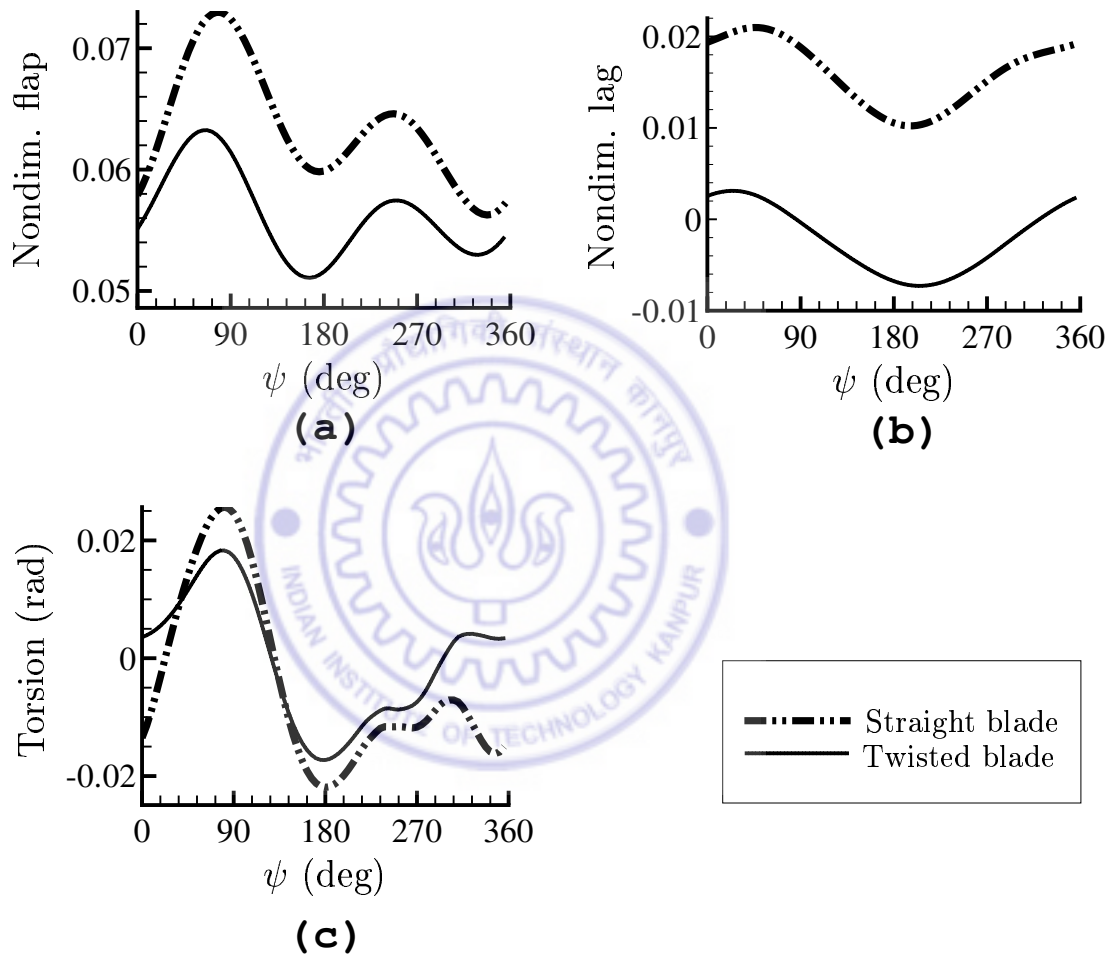 0.07
0.06
0.05
Nondim. flap
0 90 180 270 360
ψ (deg)
(a)
0.02
0.01
0
-0.01
Nondim. lag
0 90 180 270 360
ψ (deg)
(b)
0.02
0
-0.02
Torsion (rad)
0 90 180 270 360
ψ (deg)
(c)
Straight blade
Twisted blade
भारतीय प्रौद्योगिकी संस्थान कानपुर
INDIAN INSTITUTE OF TECHNOLOGY KANPUR